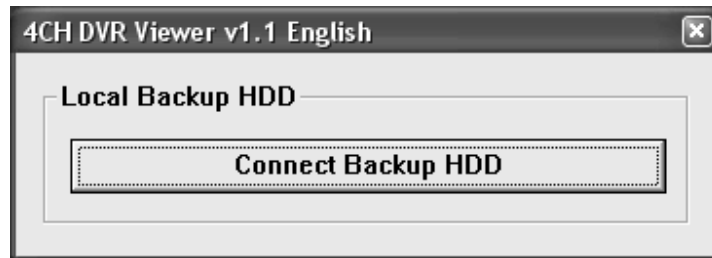 4CH DVR Viewer v1.1 English
Local Backup HDD
Connect Backup HDD